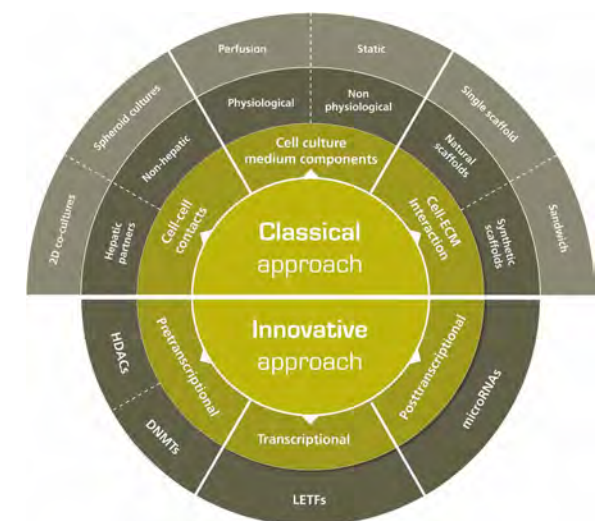 Perfusion
Static
Spheroid cultures
Single scaffold
Physiological
Non
physiological
Non-hepatic
Natural
scaffolds
Cell culture
medium components
Cell-cell
contacts
Cell-ECM
Interaction
2D co-cultures
Hepatic
partners
Synthetic
scaffolds
Sandwich
Classical
approach
Innovative
approach
HDACs
Pretranscriptional
Posttranscriptional
microRNAs
DNMTs
Transcriptional
LETFs